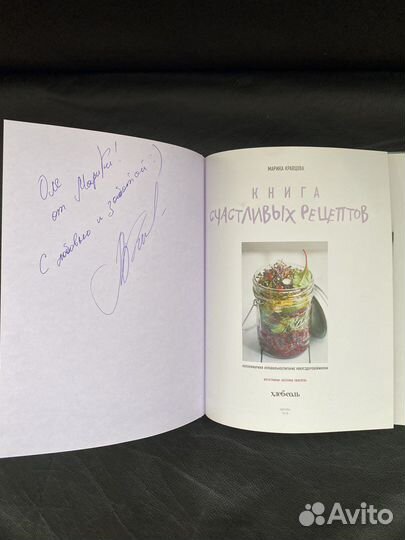 Оле
от Марики!
С любовью и заботой :)
МАРИКА КРАВЦОВА
КНИГА
СЧАСТЛИВЫХ РЕЦЕПТОВ
хлебсоль
Avito